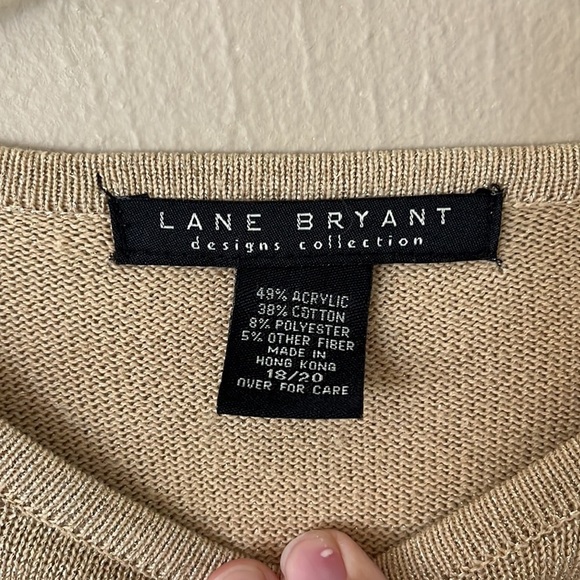 LANE BRYANT
designs collection
49% ACRYLIC
38% COTTON
8% POLYESTER
5% OTHER FIBER
MADE IN
HONG KONG
18/20
OVER FOR CARE